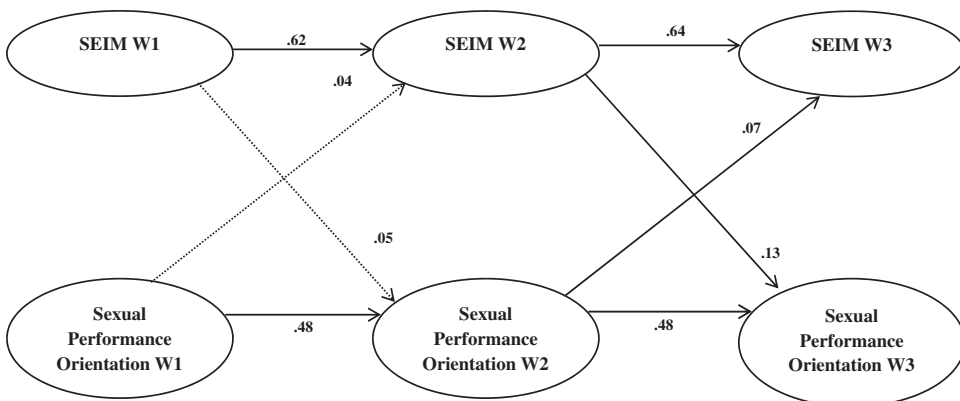 SEIM W1
.62
SEIM W2
.64
SEIM W3
.04
.07
.05
.13
Sexual
Performance
Orientation W1
.48
Sexual
Performance
Orientation W2
.48
Sexual
Performance
Orientation W3